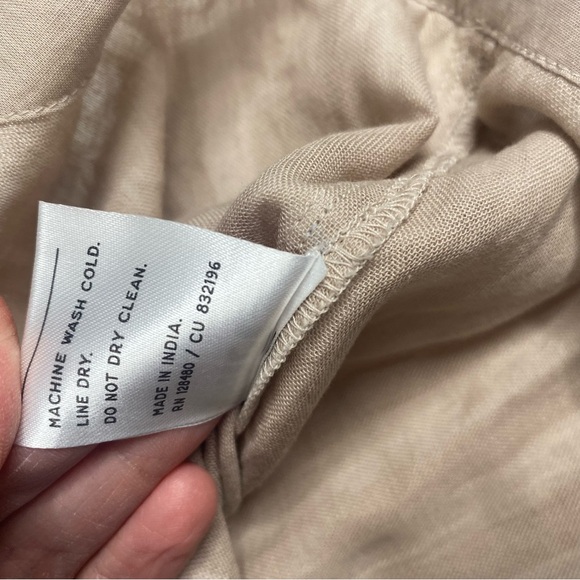 MACHINE WASH COLD.
LINE DRY.
DO NOT DRY CLEAN.
MADE IN INDIA.
RN 128480 / CU 832196